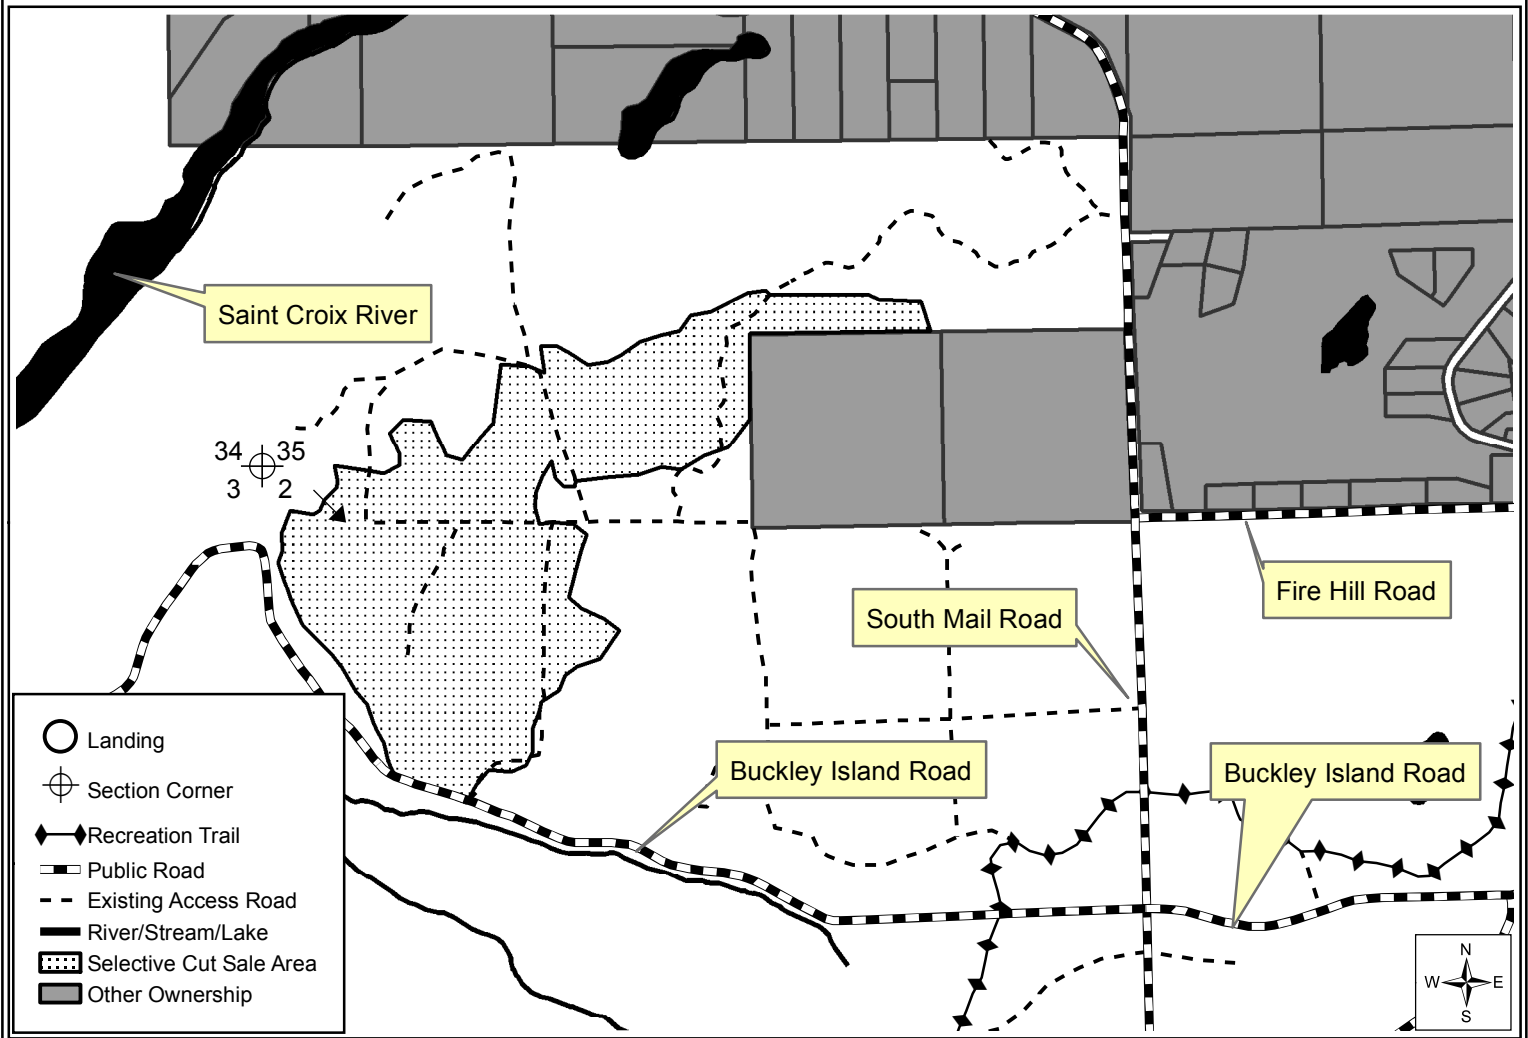 Saint Croix River
34 35
3 2
Fire Hill Road
South Mail Road
Buckley Island Road
Buckley Island Road
Landing
Section Corner
Recreation Trail
Public Road
Existing Access Road
River/Stream/Lake
Selective Cut Sale Area
Other Ownership
N
W E
S